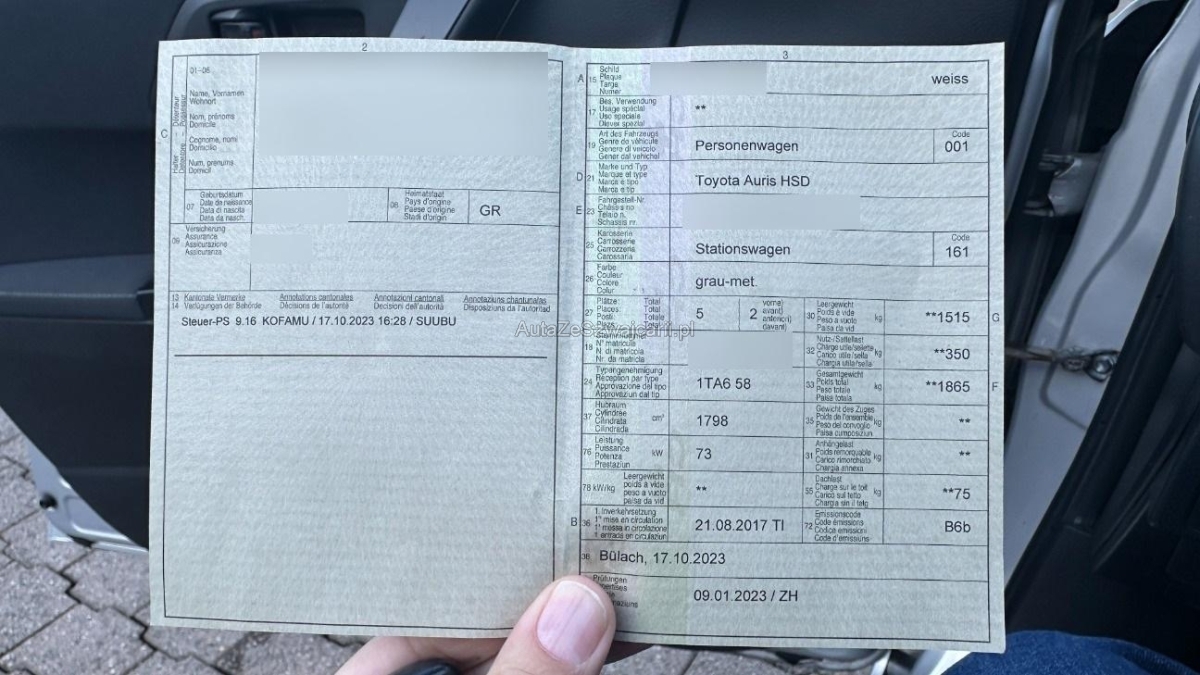 2
01-06
C
Détenteur
Possessur
Halter
Detentore
Name, Vornamen
Wohnort
Nom, prénoms
Domicile
Cognome, nomi
Domicilio
Num, prenums
Domicil
07
Geburtsdatum
Date de naissance
Data di nascita
Data da nasch.
08
Heimatstaat
Pays d'origine
Paese d'origine
Stadi d'origin
GR
09
Versicherung
Assurance
Assicurazione
Assicuranza
13 Kantonale Vermerke Annotations cantonales Annotazioni cantonali Annotaziuns chantunalas
14 Verfügungen der Behörde Décisions de l'autorité Decisioni dell'autorità Disposiziuns da l'autoritad
Steuer-PS 9.16 KOFAMU / 17.10.2023 16:28 / SUUBU
AutaZeSzwajcarii.pl
3
A 15
Schild
Plaque
Targa
Numer
weiss
17
Bes. Verwendung
Usage spécial
Uso speciale
Diever spezial
**
19
Art des Fahrzeugs
Genre de véhicule
Genere di veicolo
Gener dal vehichel
Personenwagen
Code
001
D 21
Marke und Typ
Marque et type
Marca e tipo
Marca e tip
Toyota Auris HSD
E 23
Fahrgestell-Nr.
Châssis no
Telaio n.
Schassis nr.
25
Karosserie
Carrosserie
Carrozzeria
Carossaria
Stationswagen
Code
161
26
Farbe
Couleur
Colore
Colur
grau-met.
27
Plätze: Total
Places: Total
Posti: Totale
Total
5
2
vorne)
avant)
anteriori)
davant)
30
Leergewicht
Poids à vide
Peso a vuoto
Paisa da vid
kg
**1515
G
18
N° matricule
N. di matricola
Nr. da matricla
32
Nutz-/Sattellast
Charge utile/sellette
Carico utile/sella
Chargia utila/sella
kg
**350
24
Typengenehmigung
Réception par type
Approvazione del tipo
Approvaziun dal tip
1TA6 58
33
Gesamtgewicht
Poids total
Peso totale
Paisa totala
kg
**1865
F
37
Hubraum
Cylindrée
Cilindrata
Cilindrada
cm³
1798
35
Gewicht des Zuges
Poids de l'ensemble
Peso del convoglio
Paisa cumposiziun
kg
**
76
Leistung
Puissance
Potenza
Prestaziun
kW
73
31
Anhängelast
Poids remorquable
Carico rimorchiato
Chargia annexa
kg
**
78 kW/kg
Leergewicht
poids à vide
peso a vuoto
paisa da vid
**
55
Dachlast
Charge sur le toit
Carico sul tetto
Chargia sin il tetg
kg
**75
B 36
1. Inverkehrsetzung
1re mise en circulation
1a messa in circolazione
1. entrada en circulaziun
21.08.2017 TI
72
Emissionscode
Code émissions
Codice emissioni
Code d'emissiuns
B6b
38
Bülach, 17.10.2023
Prüfungen
09.01.2023 / ZH